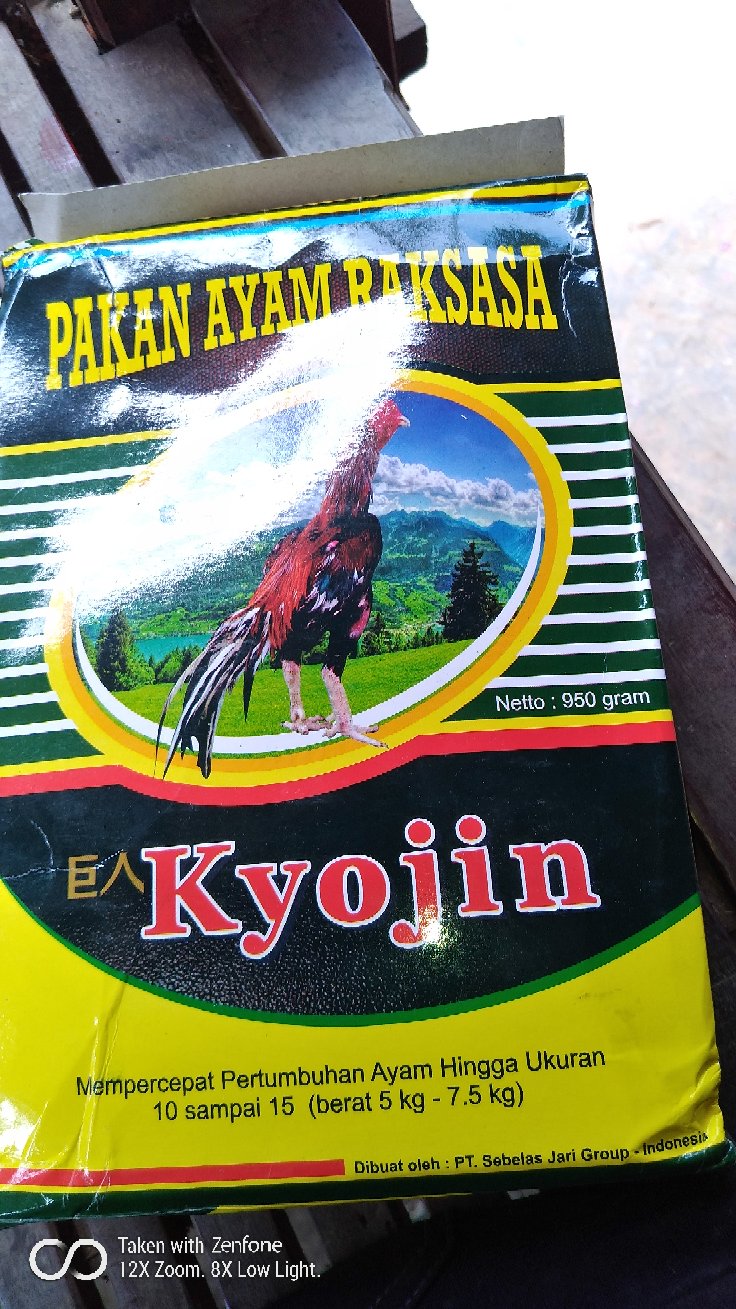 PAKAN AYAM RAKSASA
Netto : 950 gram
巨人 Kyojin
Mempercepat Pertumbuhan Ayam Hingga Ukuran
10 sampai 15 (berat 5 kg - 7.5 kg)
Dibuat oleh : PT. Sebelas Jari Group - Indonesia
Taken with Zenfone
12X Zoom. 8X Low Light.